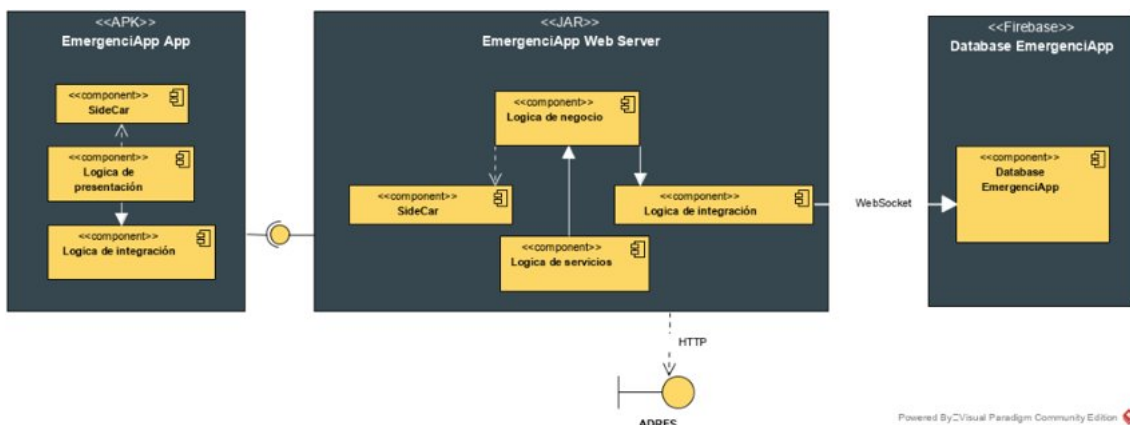 <<APK>>
EmergenciApp App
<<component>>
SideCar
<<component>>
Logica de
presentación
<<component>>
Logica de integración
<<JAR>>
EmergenciApp Web Server
<<component>>
Logica de negocio
<<component>>
SideCar
<<component>>
Logica de integración
<<component>>
Logica de servicios
WebSocket
<<Firebase>>
Database EmergenciApp
<<component>>
Database
EmergenciApp
HTTP
ADRES
Powered By Visual Paradigm Community Edition